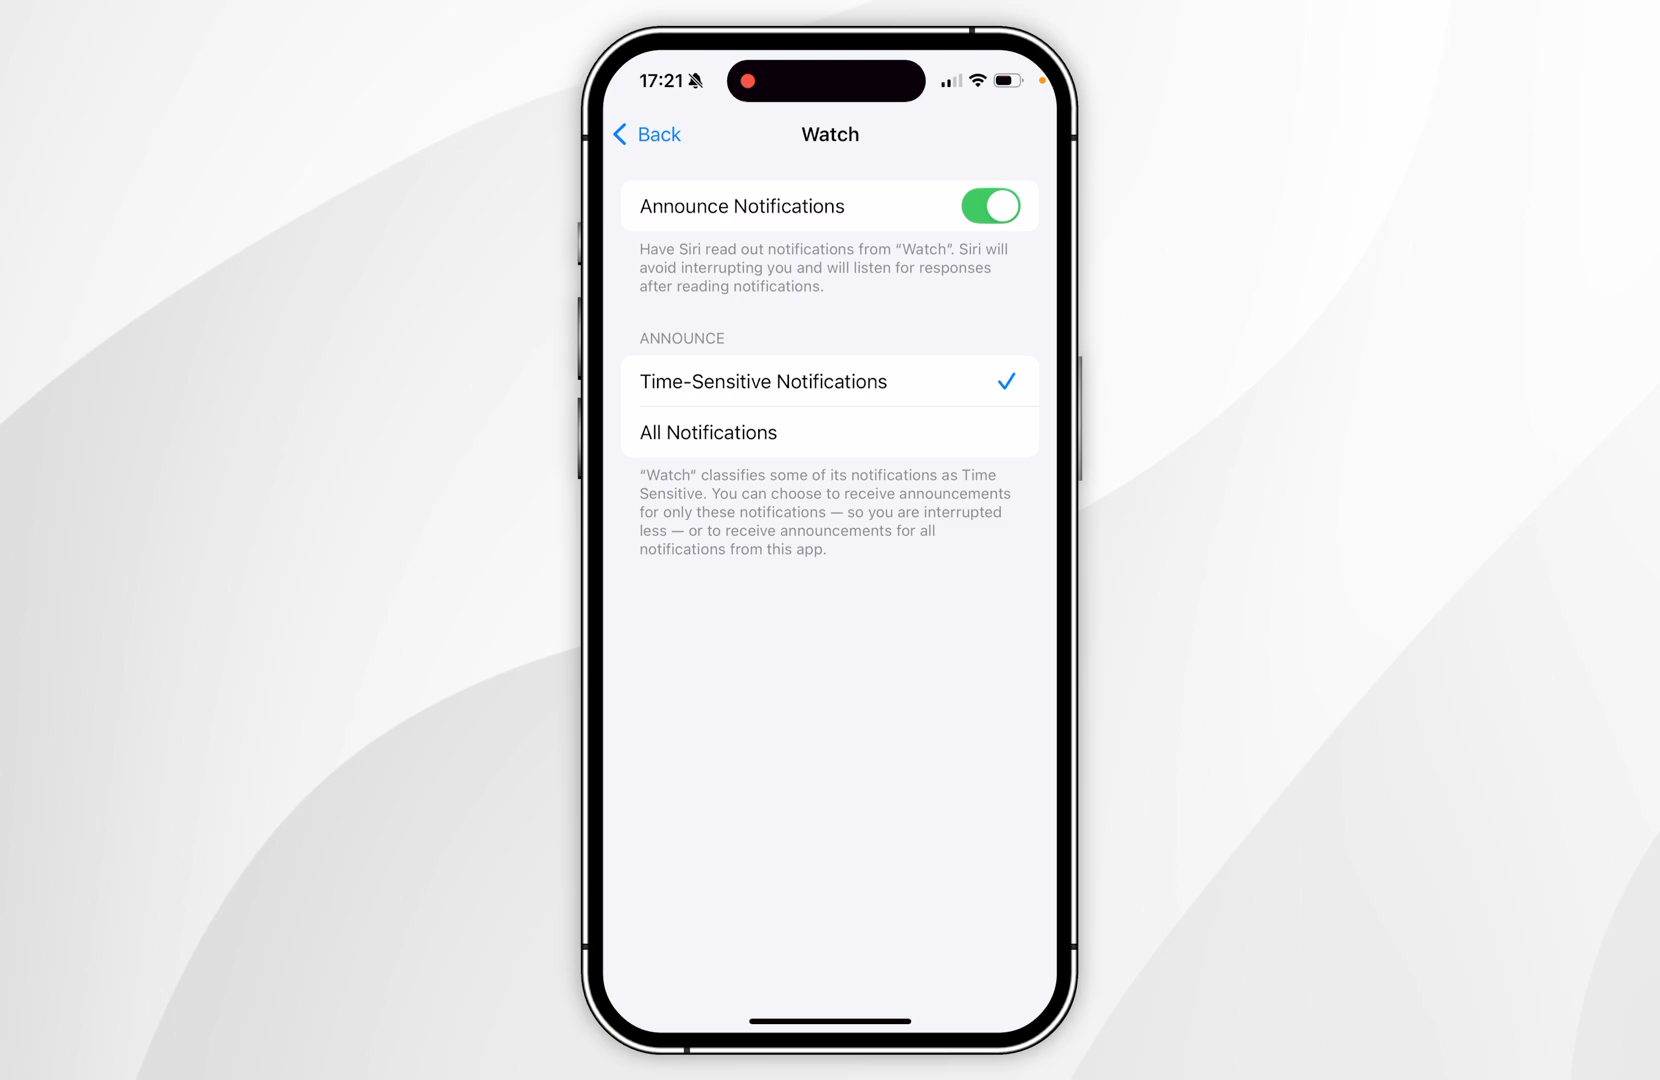 17:21
Back
Watch
Announce Notifications
Have Siri read out notifications from “Watch”. Siri will
avoid interrupting you and will listen for responses
after reading notifications.
ANNOUNCE
Time-Sensitive Notifications
All Notifications
“Watch“ classifies some of its notifications as Time
Sensitive. You can choose to receive announcements
for only these notifications — so you are interrupted
less — or to receive announcements for all
notifications from this app.